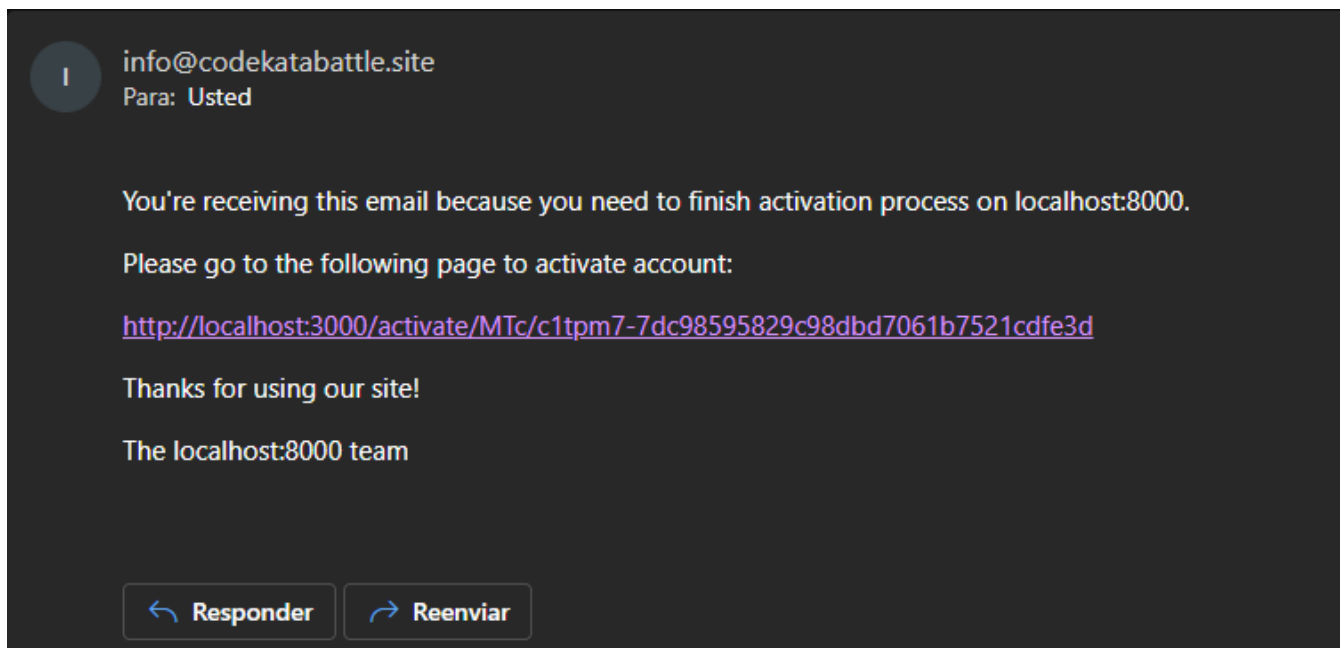 I
info@codekatabattle.site
Para: Usted
You're receiving this email because you need to finish activation process on localhost:8000.
Please go to the following page to activate account:
http://localhost:3000/activate/MTc/c1tpm7-7dc98595829c98dbd7061b7521cdfe3d
Thanks for using our site!
The localhost:8000 team
Responder
Reenviar